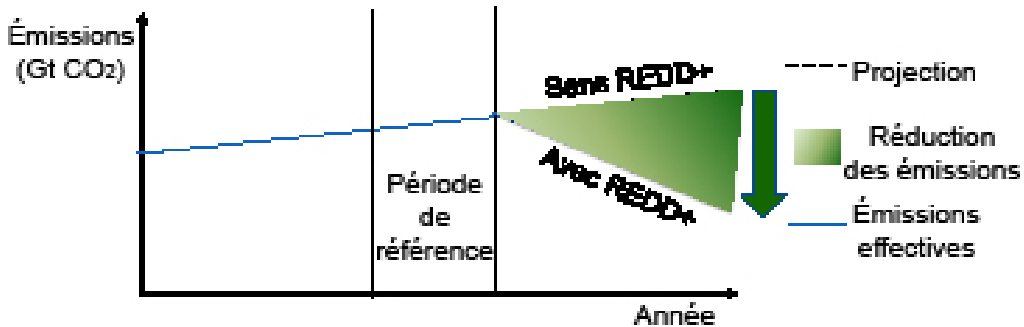 Émissions
(Gt CO₂)
Sans REDD+
Avec REDD+
Période
de
référence
Année
Projection
Réduction
des émissions
Émissions
effectives